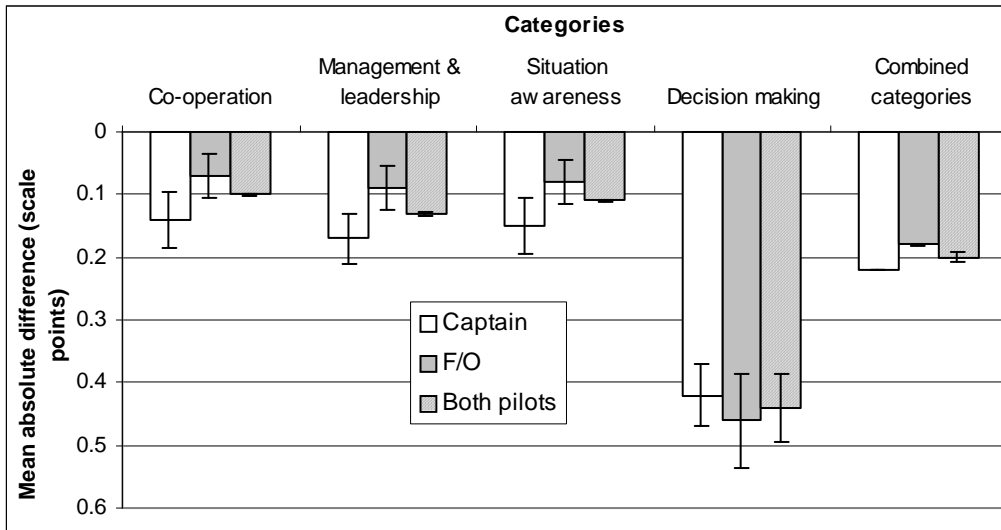 Categories
Co-operation
Management &
leadership
Situation
aw areness
Decision making
Combined
categories
Mean absolute difference (scale
points)
0
0.1
0.2
0.3
0.4
0.5
0.6
Captain
F/O
Both pilots